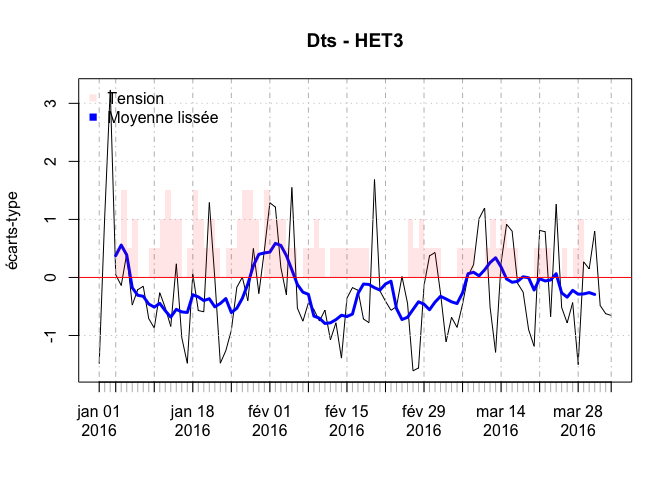 Dts - HET3
Tension
Moyenne lissée
écarts-type
3
2
1
0
-1
jan 01 jan 18 fév 01 fév 15 fév 29 mar 14 mar 28
2016 2016 2016 2016 2016 2016 2016